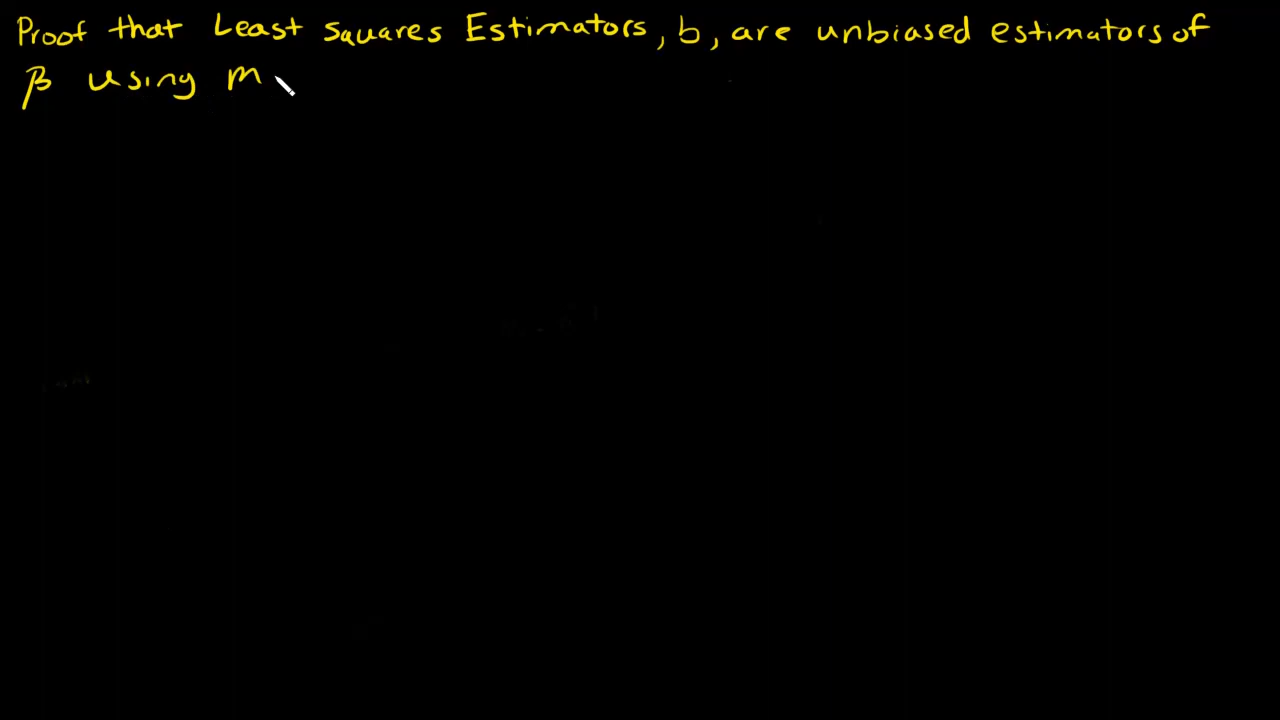 Proof that Least Squares Estimators, b, are unbiased estimators of
β using M